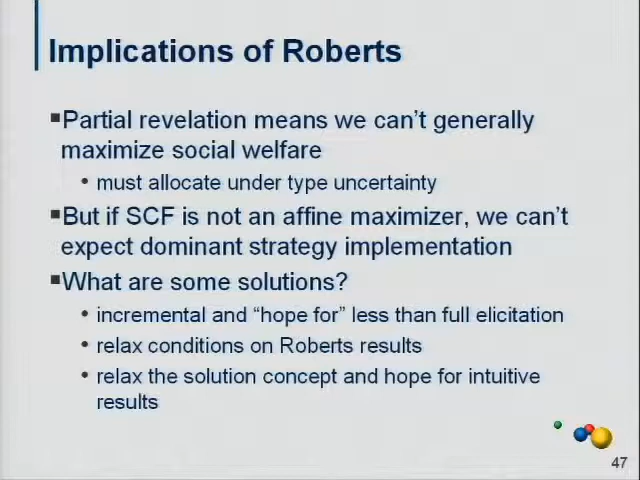 Implications of Roberts
▪Partial revelation means we can't generally
maximize social welfare
• must allocate under type uncertainty
▪But if SCF is not an affine maximizer, we can't
expect dominant strategy implementation
▪What are some solutions?
• incremental and “hope for” less than full elicitation
• relax conditions on Roberts results
• relax the solution concept and hope for intuitive
results
47